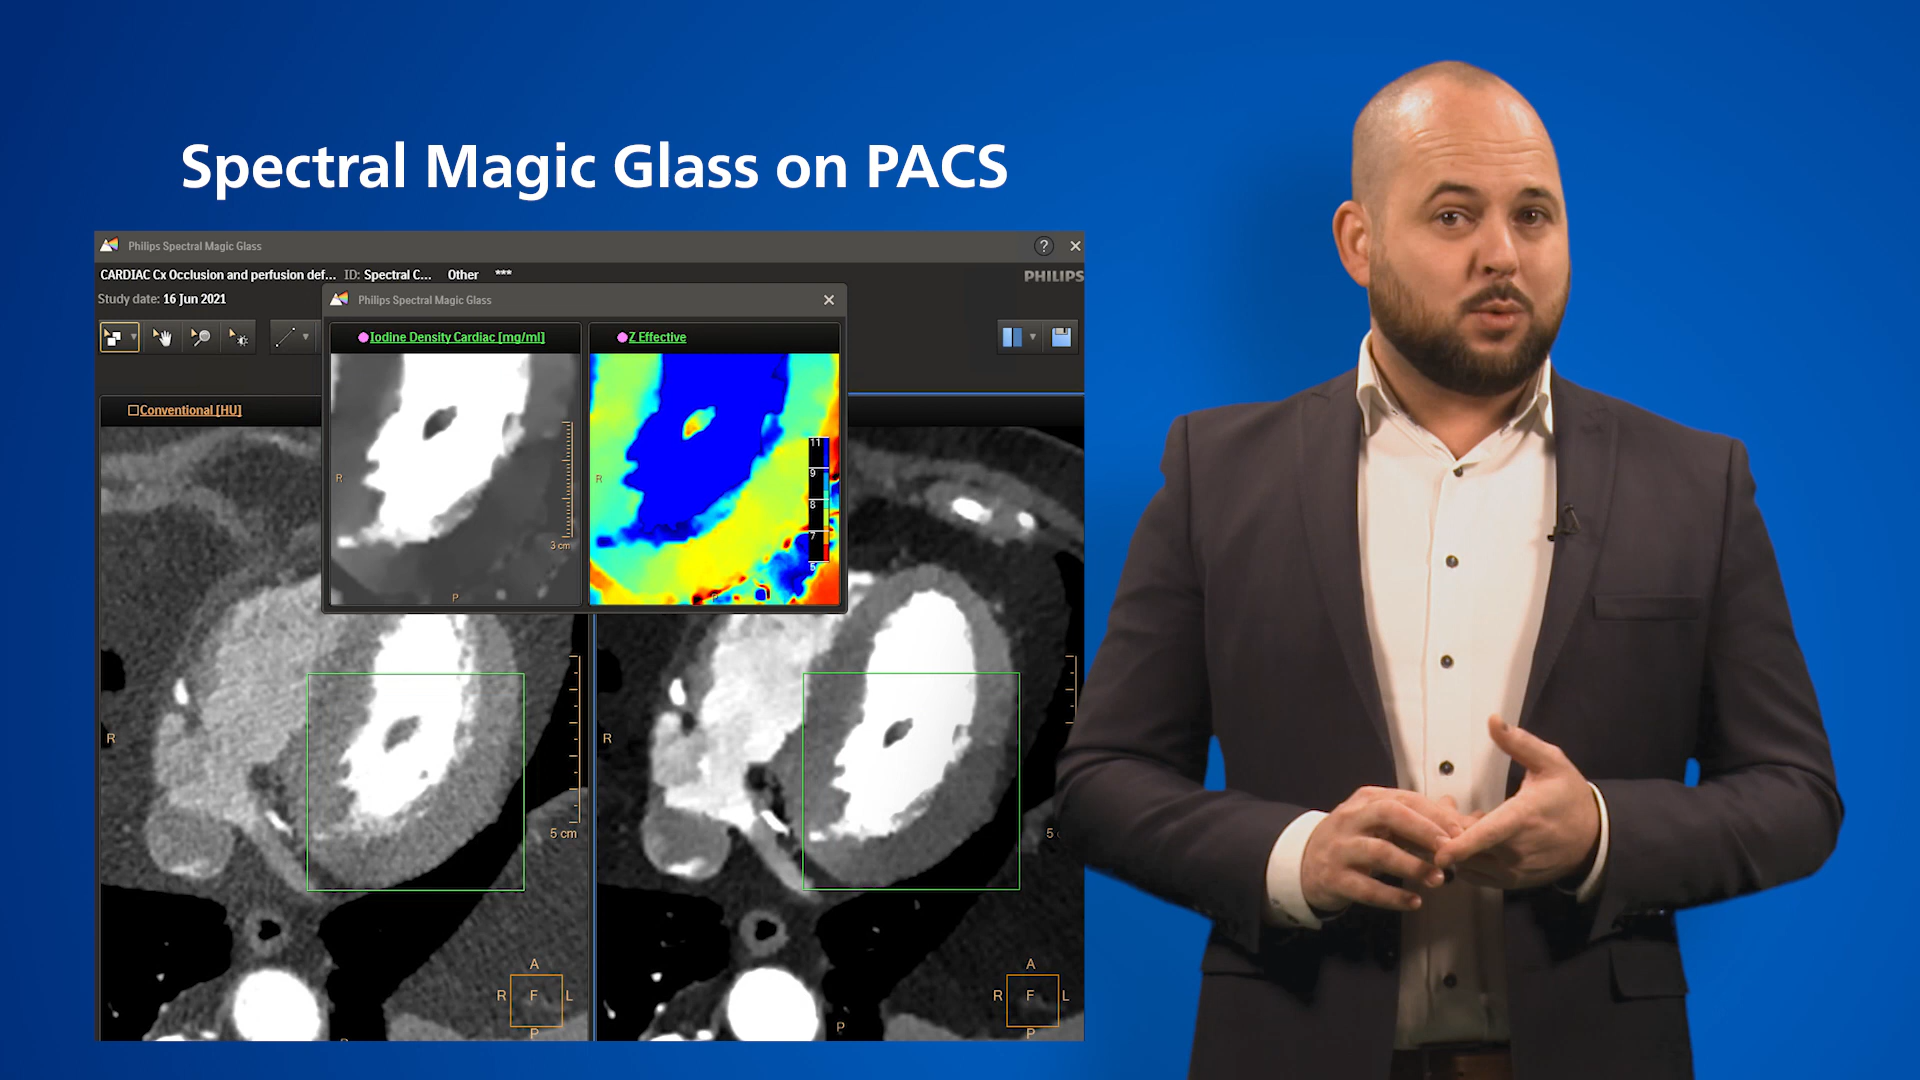 Spectral Magic Glass on PACS
Philips Spectral Magic Glass
?
CARDIAC Cx Occlusion and perfusion def... ID: Spectral C... Other ***
PHILIPS
Study date: 16 Jun 2021
Philips Spectral Magic Glass
Iodine Density Cardiac [mg/ml]
Z Effective
Conventional [HU]
11
9
8
7
R
R
3 cm
P
P
R
R
5 cm
5
A
R F L
P
A
R F L
P
P